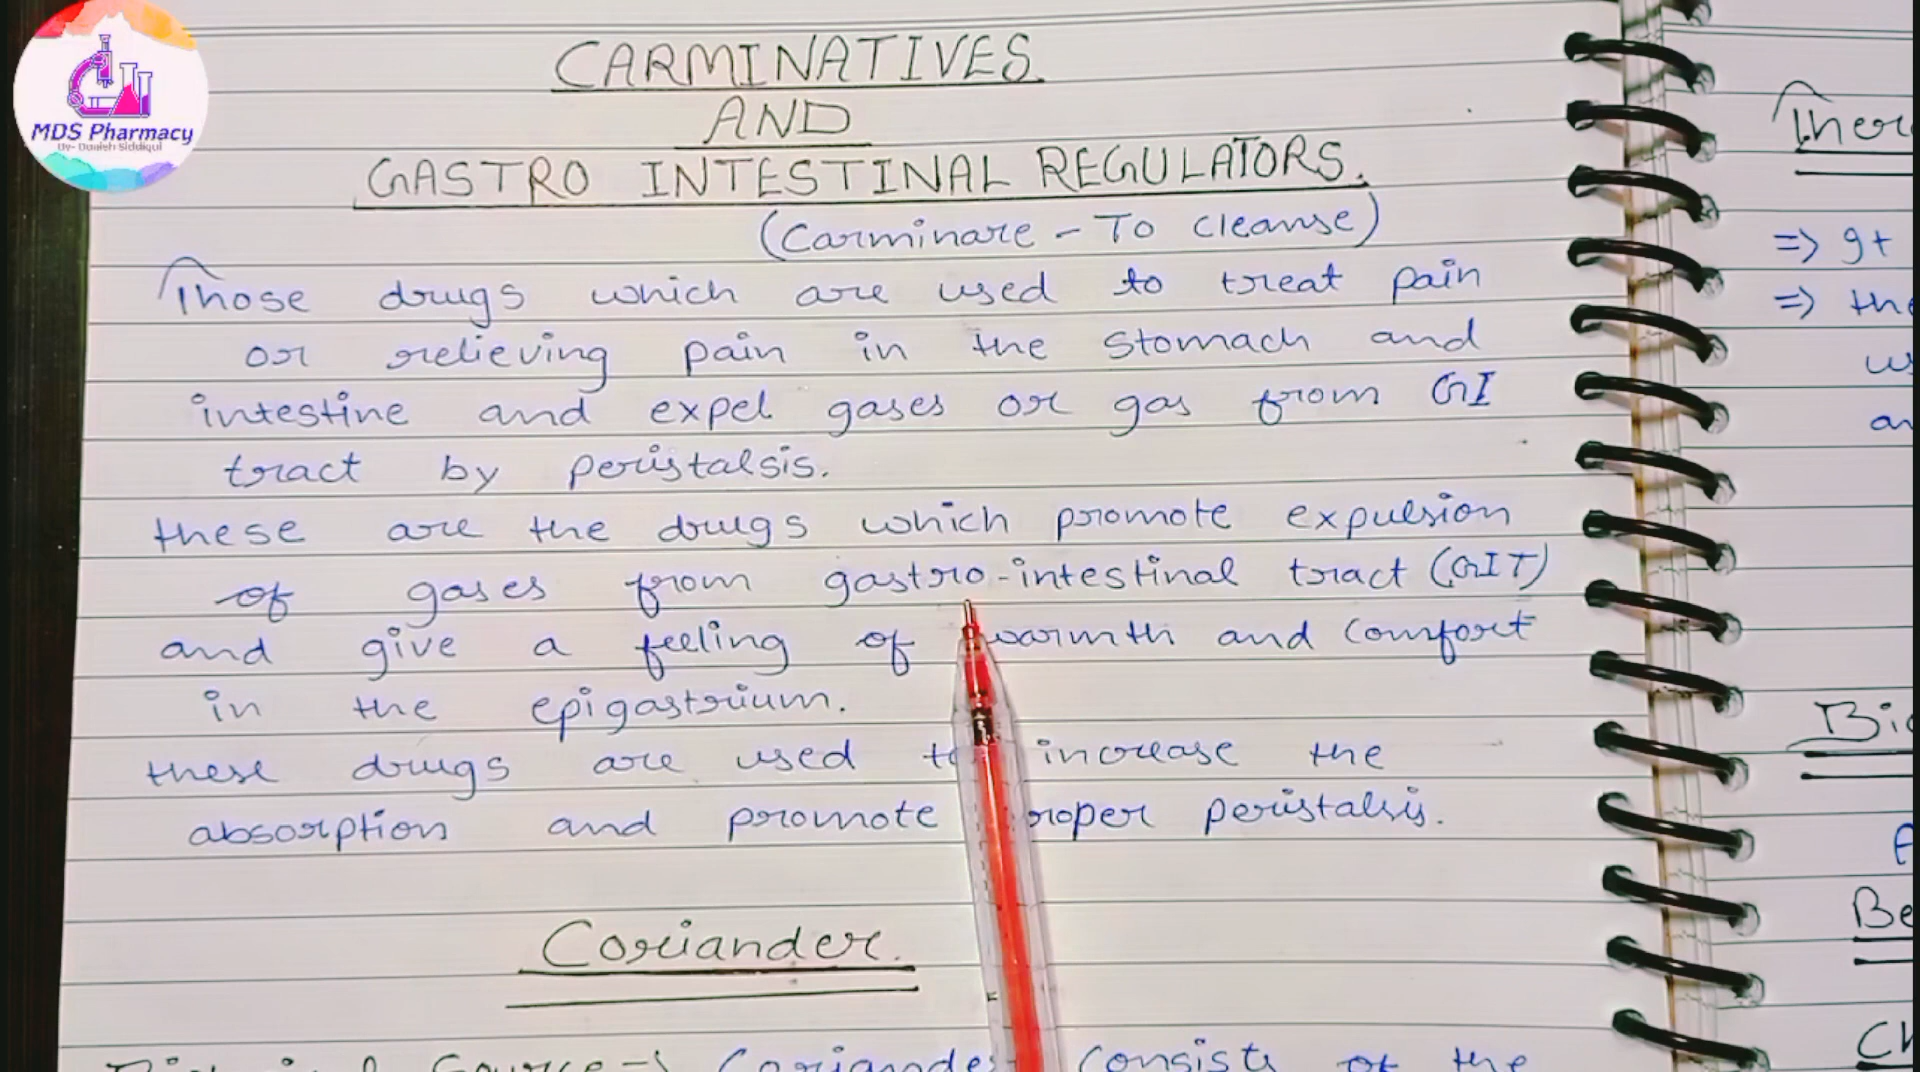 MDS Pharmacy
By- Danish Siddiqui
CARMINATIVES
AND
GASTRO INTESTINAL REGULATORS.
(Carminare - To cleanse)
Those drugs which are used to treat pain
or relieving pain in the stomach and
intestine and expel gases or gas from GI
tract by peristalsis.
these are the drugs which promote expulsion
of gases from gastro-intestinal tract (GIT)
and give a feeling of warmth and comfort
in the epigastrium.
these drugs are used to increase the
absorption and promote proper peristalsis.
Coriander.
Source → Coriander consists of the
=> It
=> the